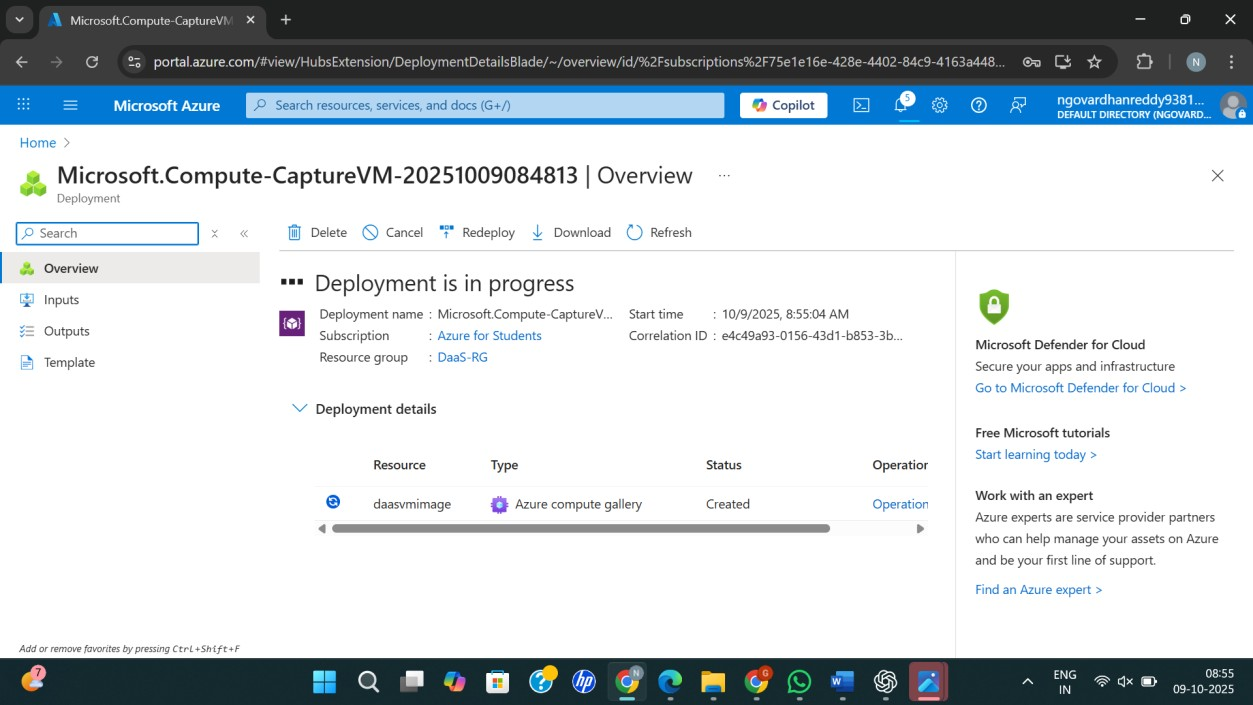 Microsoft.Compute-CaptureVM
portal.azure.com/#view/HubsExtension/DeploymentDetailsBlade/~/overview/id/%2Fsubscriptions%2F75e1e16e-428e-4402-84c9-4163a448...
N
Microsoft Azure
Search resources, services, and docs (G+/)
Copilot
5
ngovardhanreddy9381...
DEFAULT DIRECTORY (NGOVARD...
Home
Microsoft.Compute-CaptureVM-20251009084813 | Overview
...
Deployment
Search
Delete
Cancel
Redeploy
Download
Refresh
Overview
Inputs
Outputs
Template
Deployment is in progress
Deployment name : Microsoft.Compute-CaptureV...
Subscription : Azure for Students
Resource group : DaaS-RG
Start time : 10/9/2025, 8:55:04 AM
Correlation ID : e4c49a93-0156-43d1-b853-3b...
Deployment details
Resource Type Status Operation
daasvmimage Azure compute gallery Created Operation
Microsoft Defender for Cloud
Secure your apps and infrastructure
Go to Microsoft Defender for Cloud >
Free Microsoft tutorials
Start learning today >
Work with an expert
Azure experts are service provider partners
who can help manage your assets on Azure
and be your first line of support.
Find an Azure expert >
Add or remove favorites by pressing Ctrl+Shift+F
7
hp
N
G
W
ENG
IN
08:55
09-10-2025